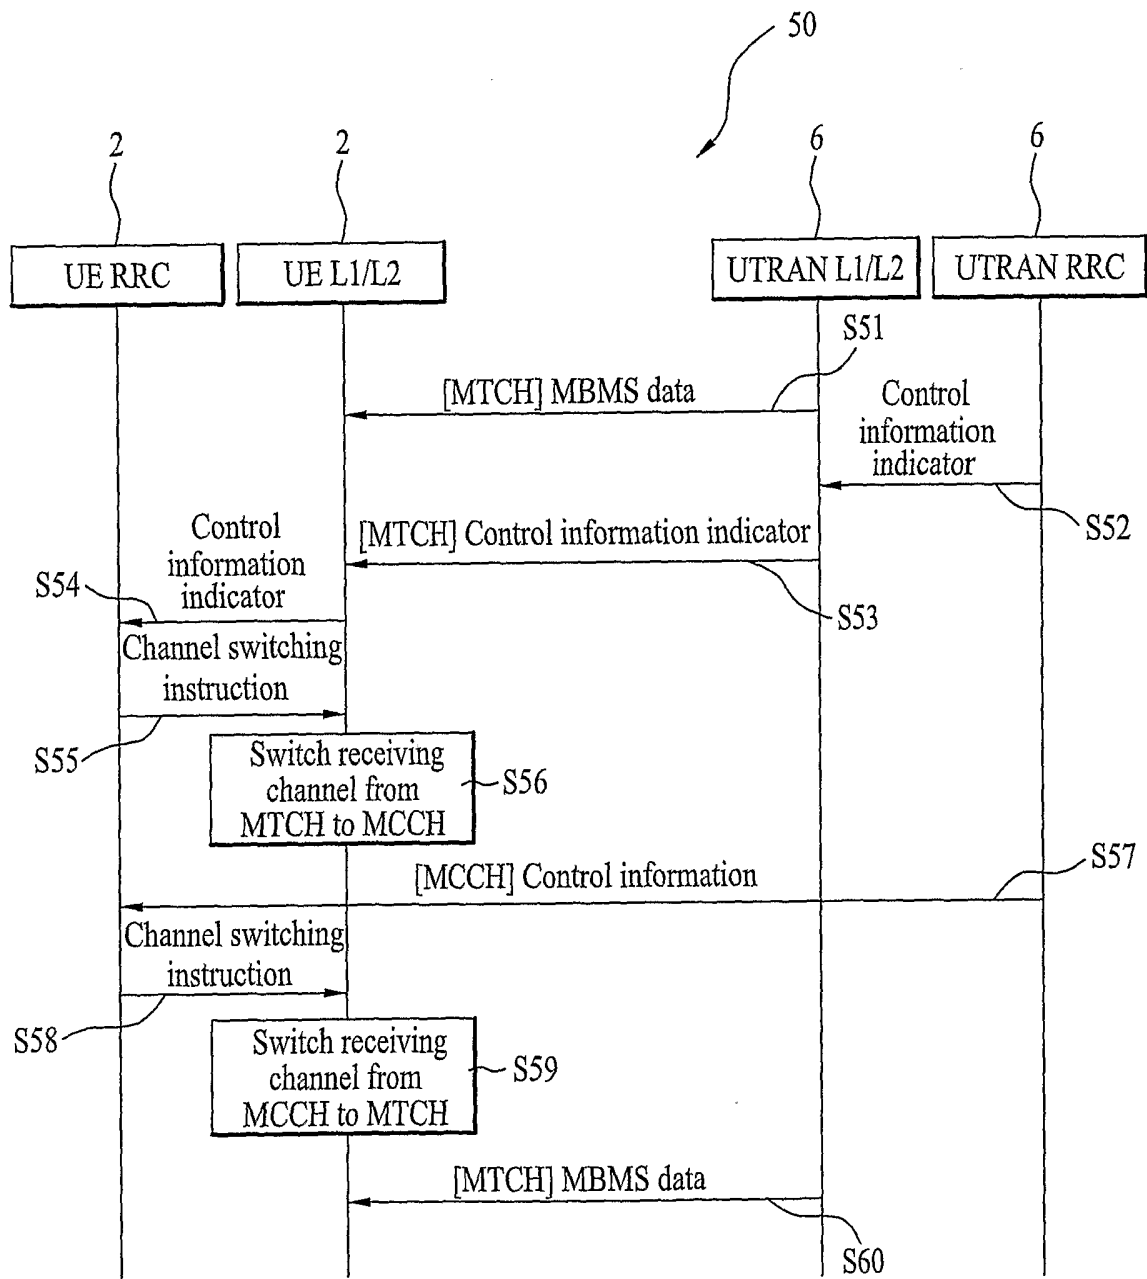 50
2
2
6
6
UE RRC
UE L1/L2
UTRAN L1/L2
UTRAN RRC
S51
[MTCH] MBMS data
Control
information
indicator
S52
[MTCH] Control information indicator
S53
Control
information
indicator
S54
Channel switching
instruction
S55
Switch receiving
channel from
MTCH to MCCH
S56
S57
[MCCH] Control information
Channel switching
instruction
S58
Switch receiving
channel from
MCCH to MTCH
S59
[MTCH] MBMS data
S60